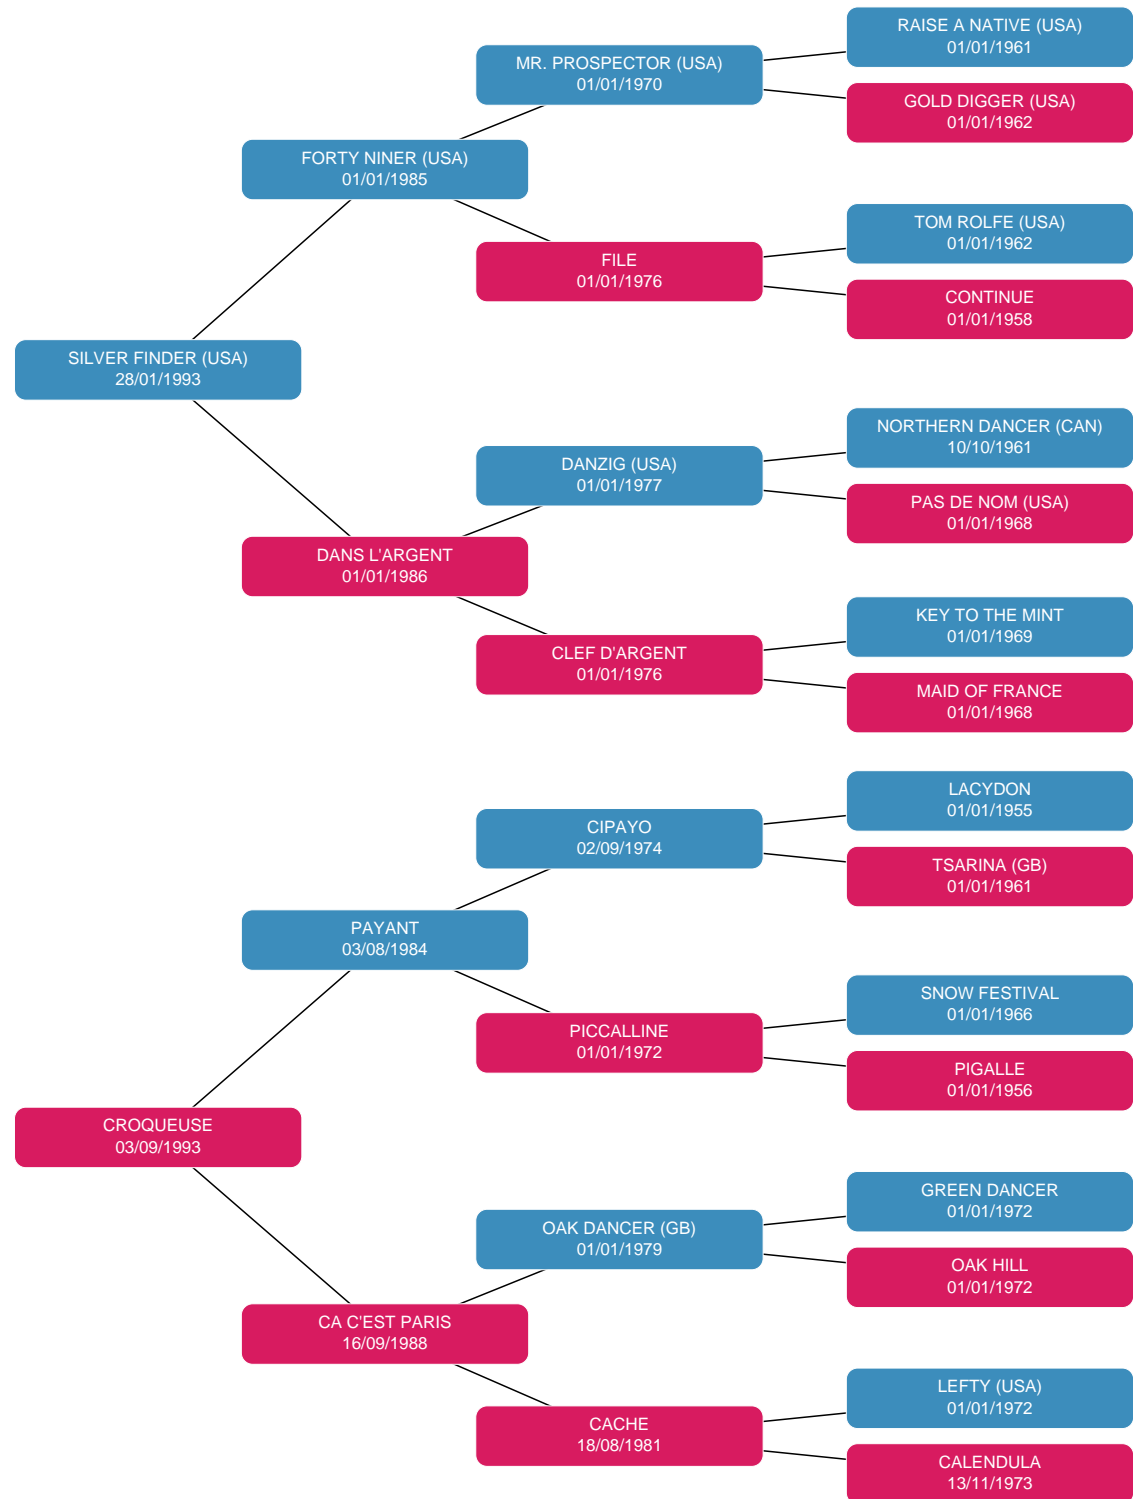 RAISE A NATIVE (USA)
01/01/1961
MR. PROSPECTOR (USA)
01/01/1970
GOLD DIGGER (USA)
01/01/1962
FORTY NINER (USA)
01/01/1985
TOM ROLFE (USA)
01/01/1962
FILE
01/01/1976
CONTINUE
01/01/1958
SILVER FINDER (USA)
28/01/1993
NORTHERN DANCER (CAN)
10/10/1961
DANZIG (USA)
01/01/1977
PAS DE NOM (USA)
01/01/1968
DANS L'ARGENT
01/01/1986
KEY TO THE MINT
01/01/1969
CLEF D'ARGENT
01/01/1976
MAID OF FRANCE
01/01/1968
LACYDON
01/01/1955
CIPAYO
02/09/1974
TSARINA (GB)
01/01/1961
PAYANT
03/08/1984
SNOW FESTIVAL
01/01/1966
PICCALLINE
01/01/1972
PIGALLE
01/01/1956
CROQUEUSE
03/09/1993
GREEN DANCER
01/01/1972
OAK DANCER (GB)
01/01/1979
OAK HILL
01/01/1972
CA C'EST PARIS
16/09/1988
LEFTY (USA)
01/01/1972
CACHE
18/08/1981
CALENDULA
13/11/1973